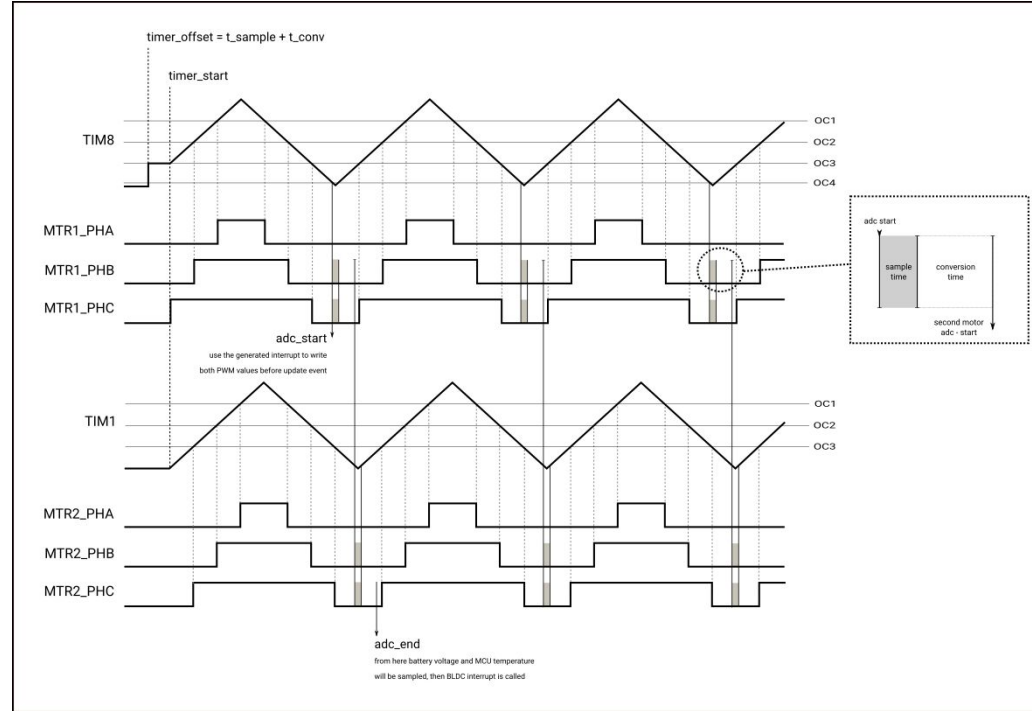 timer_offset = t_sample + t_conv
timer_start
TIM8
OC1
OC2
OC3
OC4
MTR1_PHA
MTR1_PHB
MTR1_PHC
adc start
sample
time
conversion
time
second motor
adc - start
adc_start
use the generated interrupt to write
both PWM values before update event
TIM1
OC1
OC2
OC3
MTR2_PHA
MTR2_PHB
MTR2_PHC
adc_end
from here battery voltage and MCU temperature
will be sampled, then BLDC interrupt is called